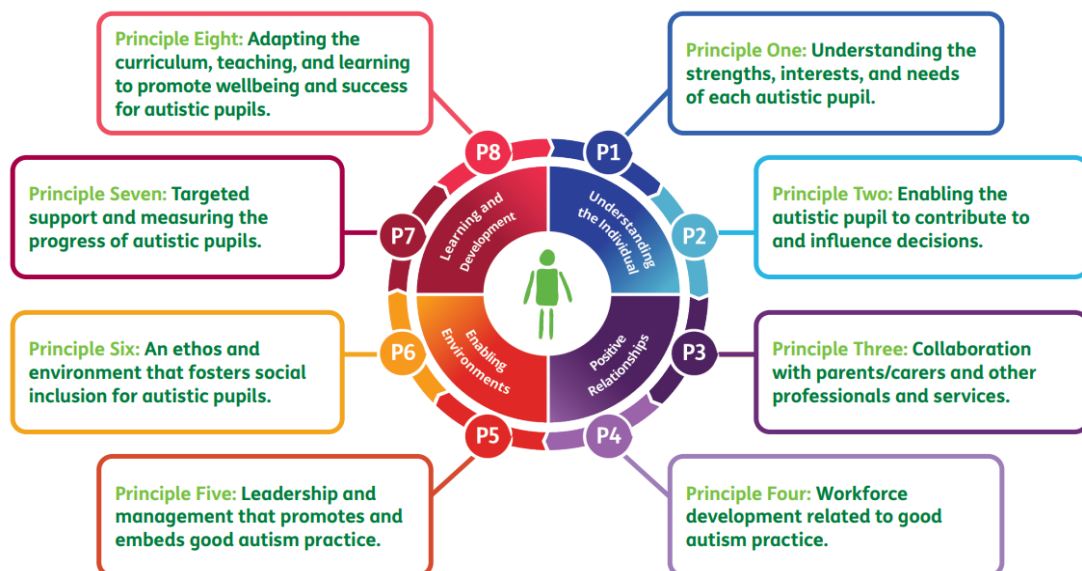 Principle Eight: Adapting the
curriculum, teaching, and learning
to promote wellbeing and success
for autistic pupils.
Principle One: Understanding the
strengths, interests, and needs
of each autistic pupil.
Principle Seven: Targeted
support and measuring the
progress of autistic pupils.
Principle Two: Enabling the
autistic pupil to contribute to
and influence decisions.
Principle Six: An ethos and
environment that fosters social
inclusion for autistic pupils.
Principle Three: Collaboration
with parents/carers and other
professionals and services.
Principle Five: Leadership and
management that promotes and
embeds good autism practice.
Principle Four: Workforce
development related to good
autism practice.
P8
P1
P7
P2
P6
P3
P5
P4
Learning and
Development
Understanding
the Individual
Enabling
Environments
Positive
Relationships